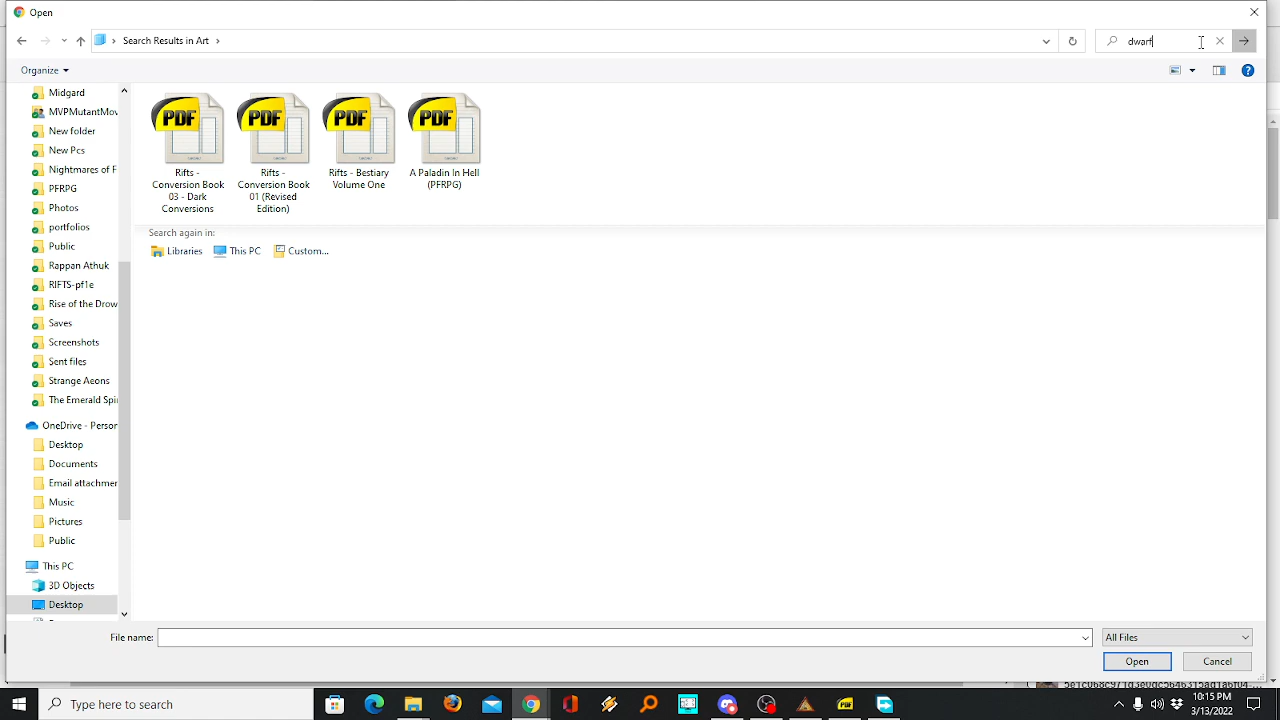 Open
Search Results in Art
dwarf
Organize
Midgard
MVPMutantMov
New folder
New Pcs
Nightmares of F
PFRPG
Photos
portfolios
Public
Rappan Athuk
RIFTS-pf1e
Rise of the Drow
Saves
Screenshots
Sent files
Strange Aeons
The Emerald Spi
OneDrive - Person
Desktop
Documents
Email attachmen
Music
Pictures
Public
This PC
3D Objects
Desktop
PDF
Rifts -
Conversion Book
03 - Dark
Conversions
PDF
Rifts -
Conversion Book
01 (Revised
Edition)
PDF
Rifts - Bestiary
Volume One
PDF
A Paladin In Hell
(PFRPG)
Search again in:
Libraries This PC Custom...
File name:
All Files
Open Cancel
Type here to search
10:15 PM
3/13/2022